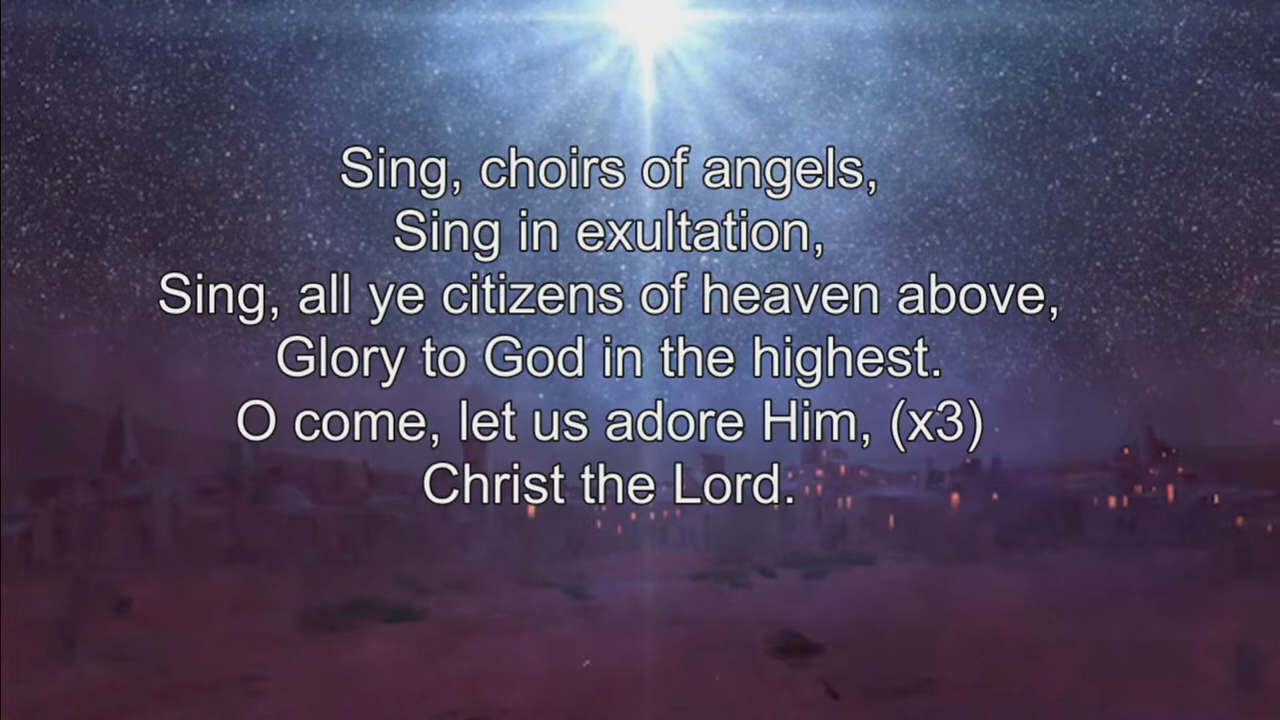 Sing, choirs of angels,
Sing in exultation,
Sing, all ye citizens of heaven above,
Glory to God in the highest.
O come, let us adore Him, (x3)
Christ the Lord.